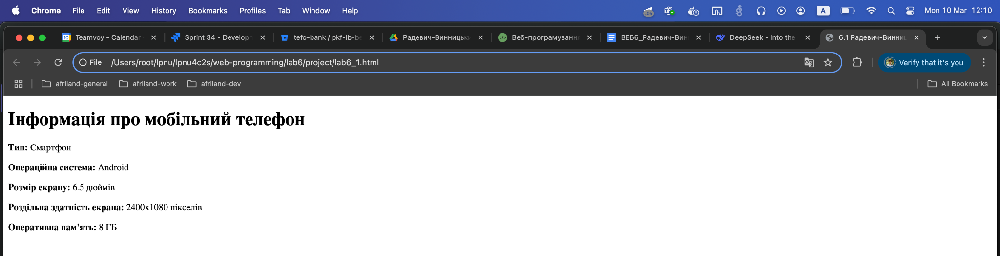 Chrome File Edit View History Bookmarks Profiles Tab Window Help A Mon 10 Mar 12:10
10 Teamvoy - Calendar Sprint 34 - Developm tefo-bank / pkf-ib-be Радевич-Винницьки Веб-програмування ВЕБ6_Радевич-Вин DeepSeek - Into the 6.1 Радевич-Винниц
File /Users/root/lpnu/lpnu4c2s/web-programming/lab6/project/lab6_1.html Verify that it's you
afriland-general afriland-work afriland-dev All Bookmarks
Інформація про мобільний телефон
Тип: Смартфон
Операційна система: Android
Розмір екрану: 6.5 дюймів
Роздільна здатність екрана: 2400x1080 пікселів
Оперативна пам'ять: 8 ГБ